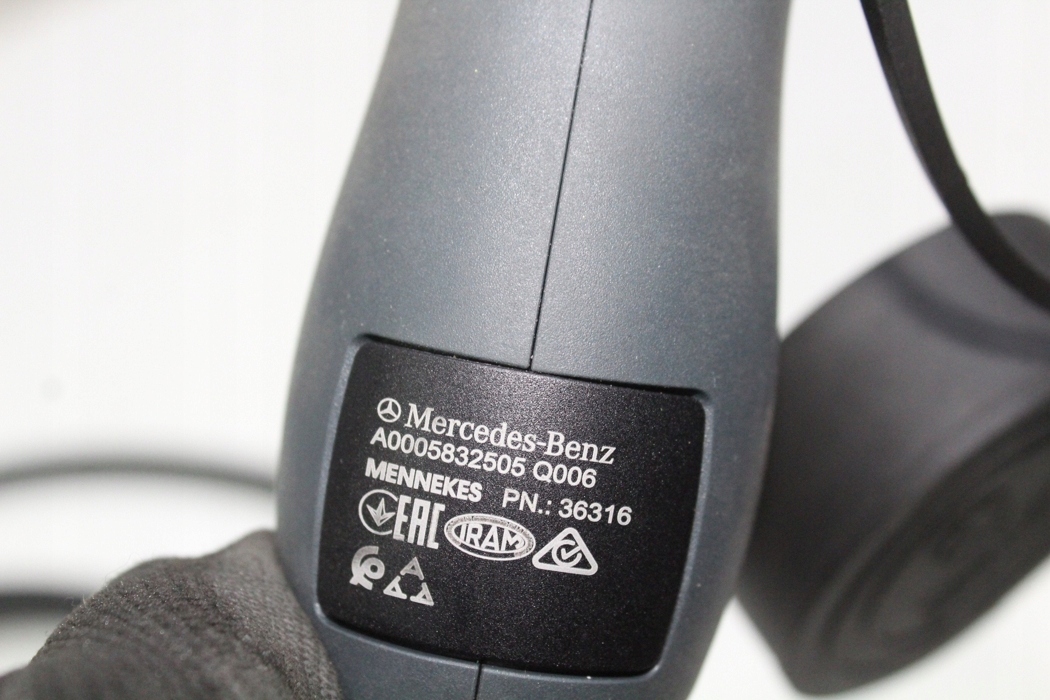 Mercedes-Benz
A0005832505 Q006
MENNEKES PN.: 36316
EAC IRAM